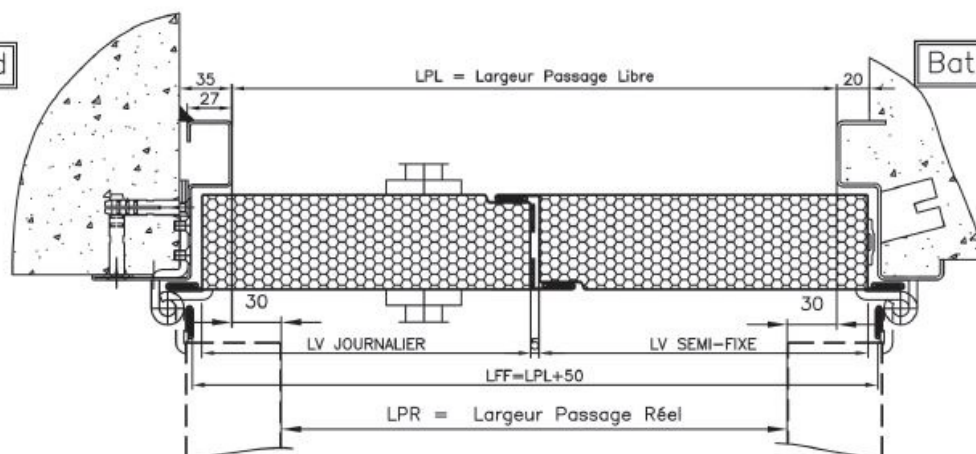 d
Bat
35
LPL = Largeur Passage Libre
20
27
30
30
LV JOURNALIER
5
LV SEMI-FIXE
LFF=LPL+50
LPR = Largeur Passage Réel